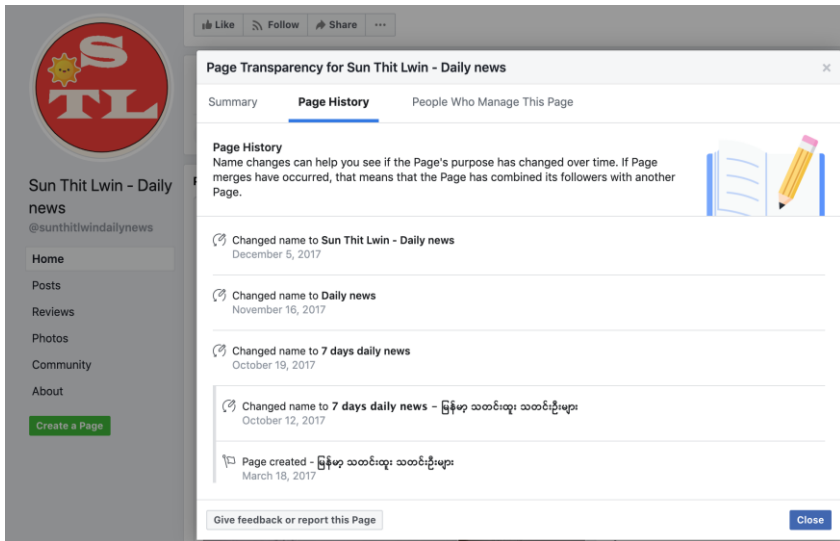 S
TL
Like Follow Share ...
Sun Thit Lwin - Daily
news
@sunthitlwindailynews
Home
Posts
Reviews
Photos
Community
About
Create a Page
Page Transparency for Sun Thit Lwin - Daily news ×
Summary Page History People Who Manage This Page
Page History
Name changes can help you see if the Page's purpose has changed over time. If Page
merges have occurred, that means that the Page has combined its followers with another
Page.
Changed name to Sun Thit Lwin - Daily news
December 5, 2017
Changed name to Daily news
November 16, 2017
Changed name to 7 days daily news
October 19, 2017
Changed name to 7 days daily news - မြန်မာ့ သတင်းထူး သတင်းဦးများ
October 12, 2017
Page created - မြန်မာ့ သတင်းထူး သတင်းဦးများ
March 18, 2017
Give feedback or report this Page
Close